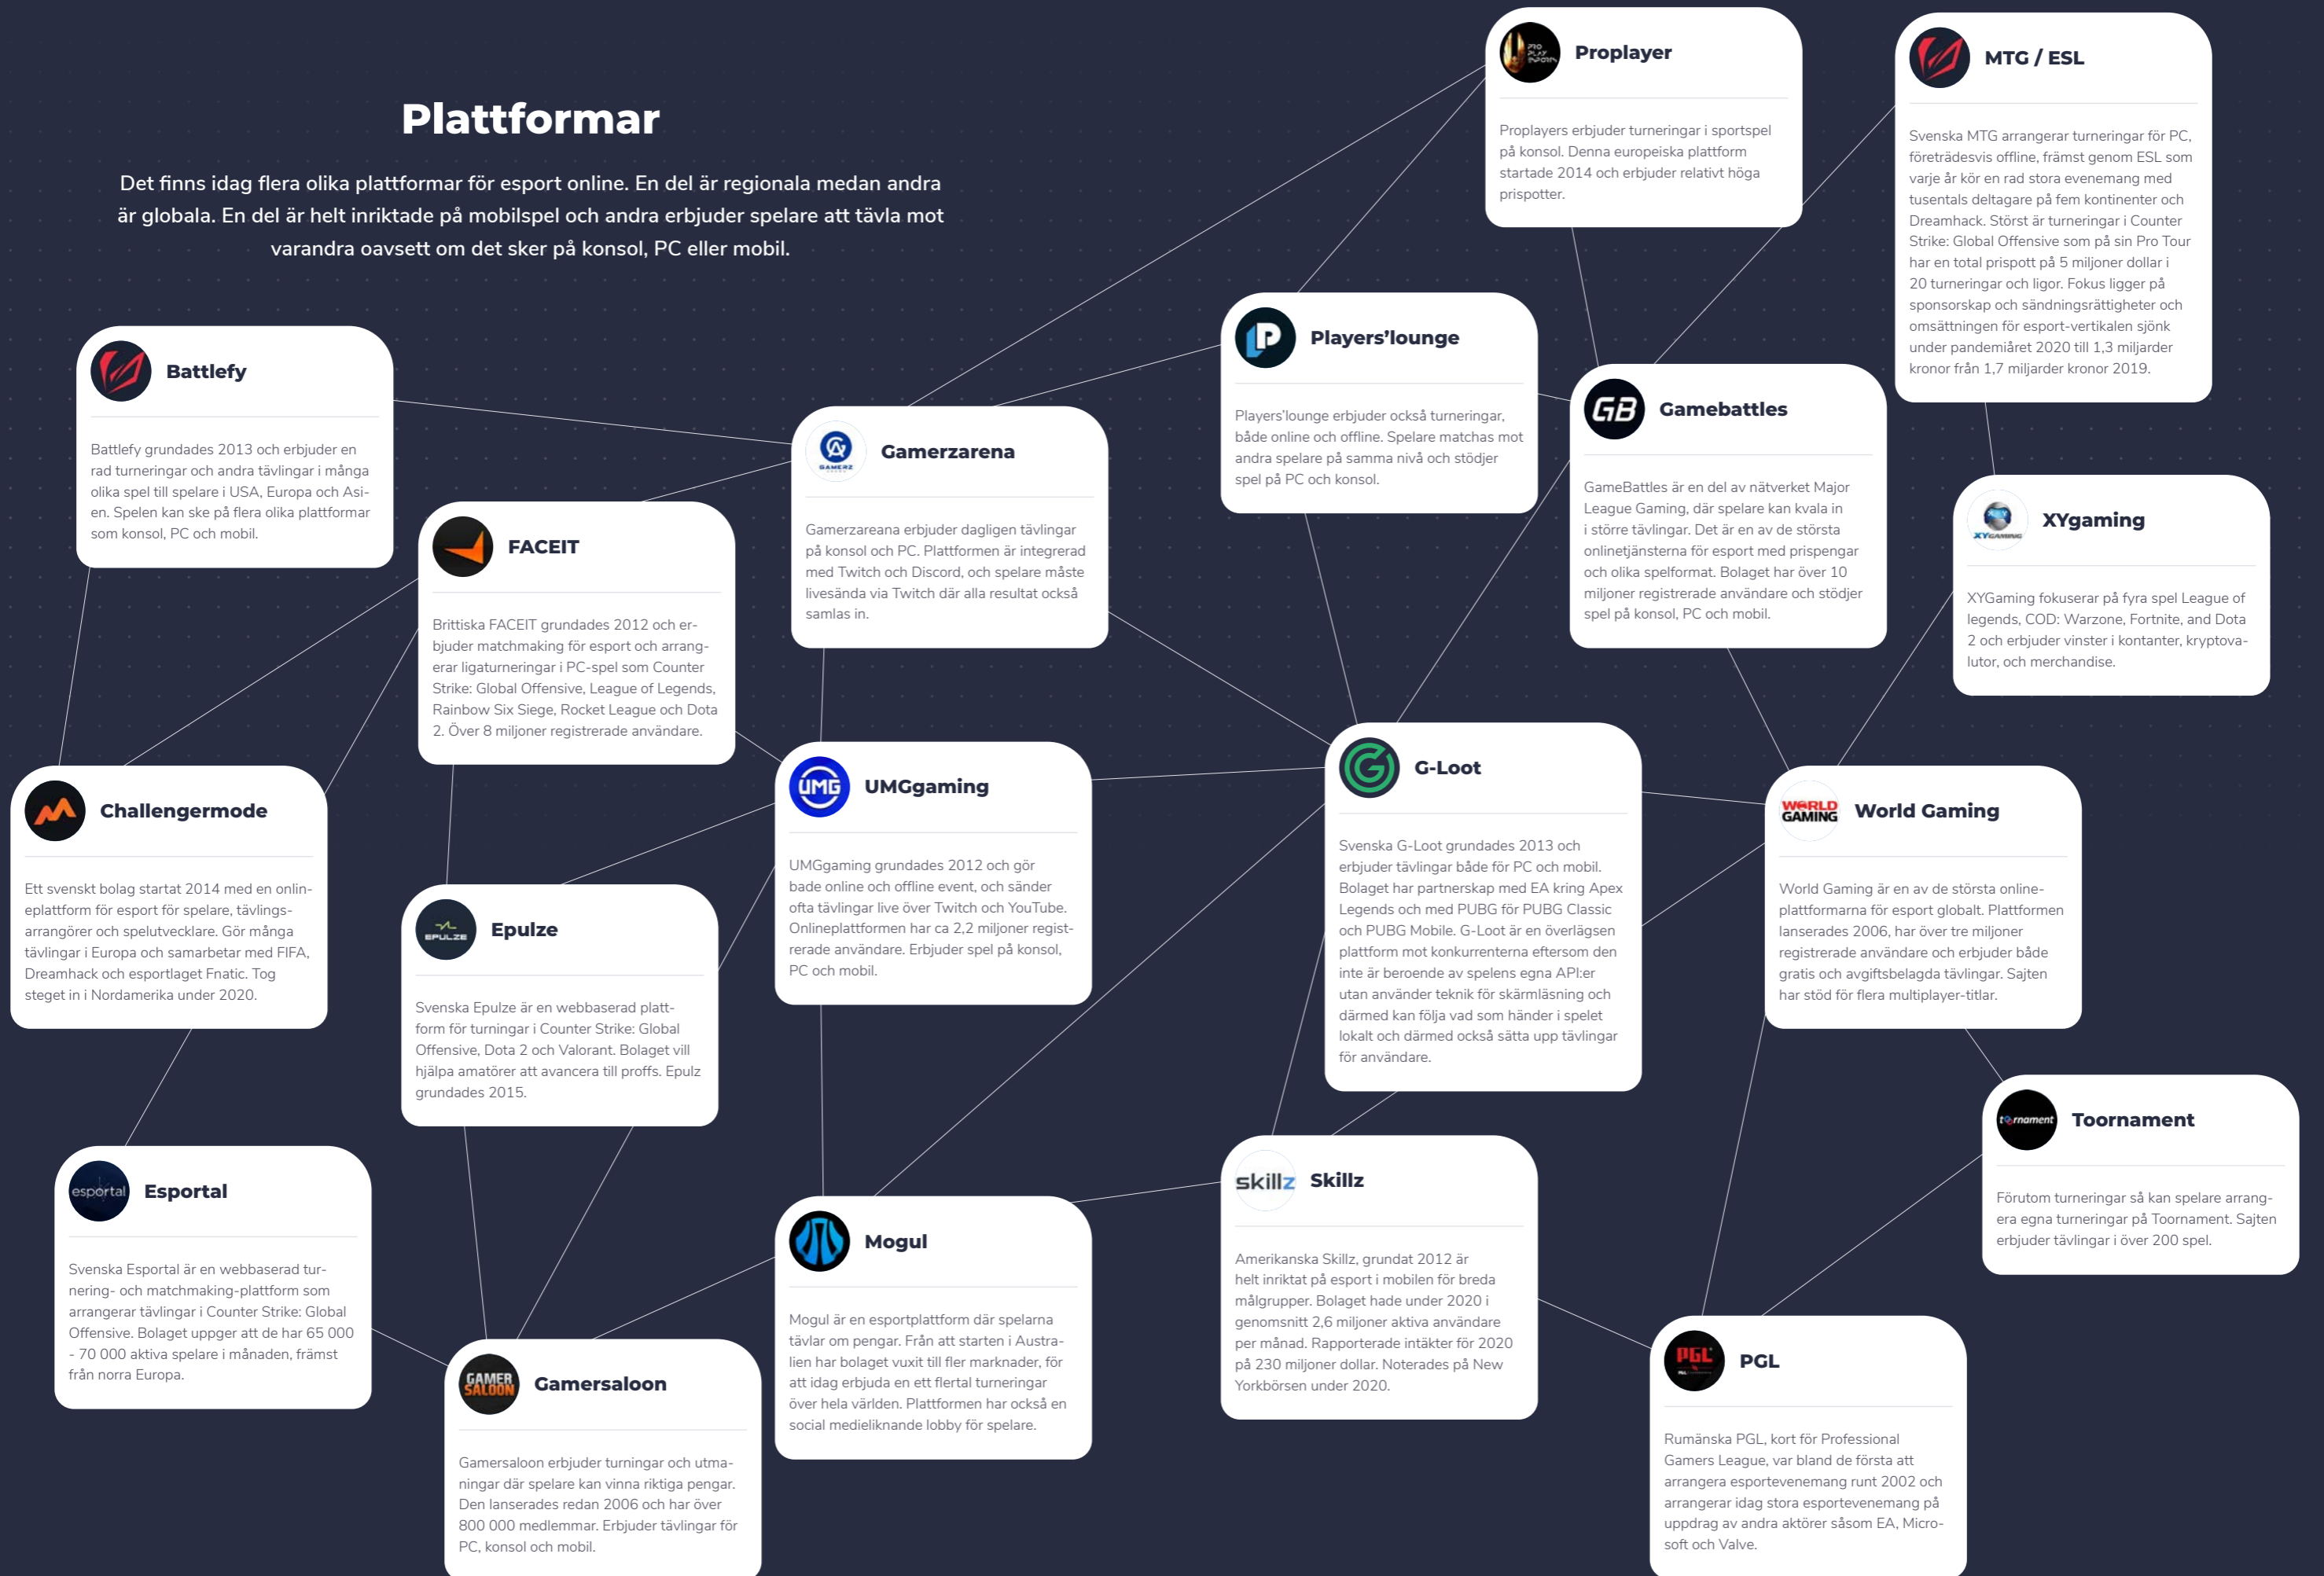 Plattformar
Det finns idag flera olika plattformar för esport online. En del är regionala medan andra
är globala. En del är helt inriktade på mobilspel och andra erbjuder spelare att tävla mot
varandra oavsett om det sker på konsol, PC eller mobil.
Proplayer
Proplayers erbjuder turneringar i sportspel
på konsol. Denna europeiska plattform
startade 2014 och erbjuder relativt höga
prispotter.
MTG / ESL
Svenska MTG arrangerar turneringar för PC,
företrädesvis offline, främst genom ESL som
varje år kör en rad stora evenemang med
tusentals deltagare på fem kontinenter och
Dreamhack. Störst är turneringar i Counter
Strike: Global Offensive som på sin Pro Tour
har en total prispott på 5 miljoner dollar i
20 turneringar och ligor. Fokus ligger på
sponsorskap och sändningsrättigheter och
omsättningen för esport-vertikalen sjönk
under pandemiåret 2020 till 1,3 miljarder
kronor från 1,7 miljarder kronor 2019.
Players'lounge
Players'lounge erbjuder också turneringar,
både online och offline. Spelare matchas mot
andra spelare på samma nivå och stödjer
spel på PC och konsol.
Battlefy
Battlefy grundades 2013 och erbjuder en
rad turneringar och andra tävlingar i många
olika spel till spelare i USA, Europa och Asi-
en. Spelen kan ske på flera olika plattformar
som konsol, PC och mobil.
GB
Gamebattles
GameBattles är en del av nätverket Major
League Gaming, där spelare kan kvala in
i större tävlingar. Det är en av de största
onlinetjänsterna för esport med prispengar
och olika spelformat. Bolaget har över 10
miljoner registrerade användare och stödjer
spel på konsol, PC och mobil.
GAMERZ
Gamerzarena
Gamerzareana erbjuder dagligen tävlingar
på konsol och PC. Plattformen är integrerad
med Twitch och Discord, och spelare måste
livesända via Twitch där alla resultat också
samlas in.
XYGAMING
XYgaming
XYGaming fokuserar på fyra spel League of
legends, COD: Warzone, Fortnite, and Dota
2 och erbjuder vinster i kontanter, kryptova-
lutor, och merchandise.
FACEIT
Brittiska FACEIT grundades 2012 och er-
bjuder matchmaking för esport och arrang-
erar ligaturneringar i PC-spel som Counter
Strike: Global Offensive, League of Legends,
Rainbow Six Siege, Rocket League och Dota
2. Över 8 miljoner registrerade användare.
G-Loot
Svenska G-Loot grundades 2013 och
erbjuder tävlingar både för PC och mobil.
Bolaget har partnerskap med EA kring Apex
Legends och med PUBG för PUBG Classic
och PUBG Mobile. G-Loot är en överlägsen
plattform mot konkurrenterna eftersom den
inte är beroende av spelens egna API:er
utan använder teknik för skärmläsning och
därmed kan följa vad som händer i spelet
lokalt och därmed också sätta upp tävlingar
för användare.
UMG
UMGgaming
UMGgaming grundades 2012 och gör
bade online och offline event, och sänder
ofta tävlingar live över Twitch och YouTube.
Onlineplattformen har ca 2,2 miljoner regist-
rerade användare. Erbjuder spel på konsol,
PC och mobil.
Challengermode
Ett svenskt bolag startat 2014 med en onlin-
eplattform för esport för spelare, tävlings-
arrangörer och spelutvecklare. Gör många
tävlingar i Europa och samarbetar med FIFA,
Dreamhack och esportlaget Fnatic. Tog
steget in i Nordamerika under 2020.
WORLD
GAMING
World Gaming
World Gaming är en av de största online-
plattformarna för esport globalt. Plattformen
lanserades 2006, har över tre miljoner
registrerade användare och erbjuder både
gratis och avgiftsbelagda tävlingar. Sajten
har stöd för flera multiplayer-titlar.
EPULZE
Epulze
Svenska Epulze är en webbaserad platt-
form för turningar i Counter Strike: Global
Offensive, Dota 2 och Valorant. Bolaget vill
hjälpa amatörer att avancera till proffs. Epulz
grundades 2015.
toornament
Toornament
Förutom turneringar så kan spelare arrang-
era egna turneringar på Toornament. Sajten
erbjuder tävlingar i över 200 spel.
skillz
Skillz
Amerikanska Skillz, grundat 2012 är
helt inriktat på esport i mobilen för breda
målgrupper. Bolaget hade under 2020 i
genomsnitt 2,6 miljoner aktiva användare
per månad. Rapporterade intäkter för 2020
på 230 miljoner dollar. Noterades på New
Yorkbörsen under 2020.
esportal
Esportal
Svenska Esportal är en webbaserad tur-
nering- och matchmaking-plattform som
arrangerar tävlingar i Counter Strike: Global
Offensive. Bolaget uppger att de har 65 000
- 70 000 aktiva spelare i månaden, främst
från norra Europa.
Mogul
Mogul är en esportplattform där spelarna
tävlar om pengar. Från att starten i Austra-
lien har bolaget vuxit till fler marknader, för
att idag erbjuda en ett flertal turneringar
över hela världen. Plattformen har också en
social medieliknande lobby för spelare.
GAMER
SALOON
Gamersaloon
Gamersaloon erbjuder turningar och utma-
ningar där spelare kan vinna riktiga pengar.
Den lanserades redan 2006 och har över
800 000 medlemmar. Erbjuder tävlingar för
PC, konsol och mobil.
PGL
PGL
Rumänska PGL, kort för Professional
Gamers League, var bland de första att
arrangera esportevenemang runt 2002 och
arrangerar idag stora esportevenemang på
uppdrag av andra aktörer såsom EA, Micro-
soft och Valve.